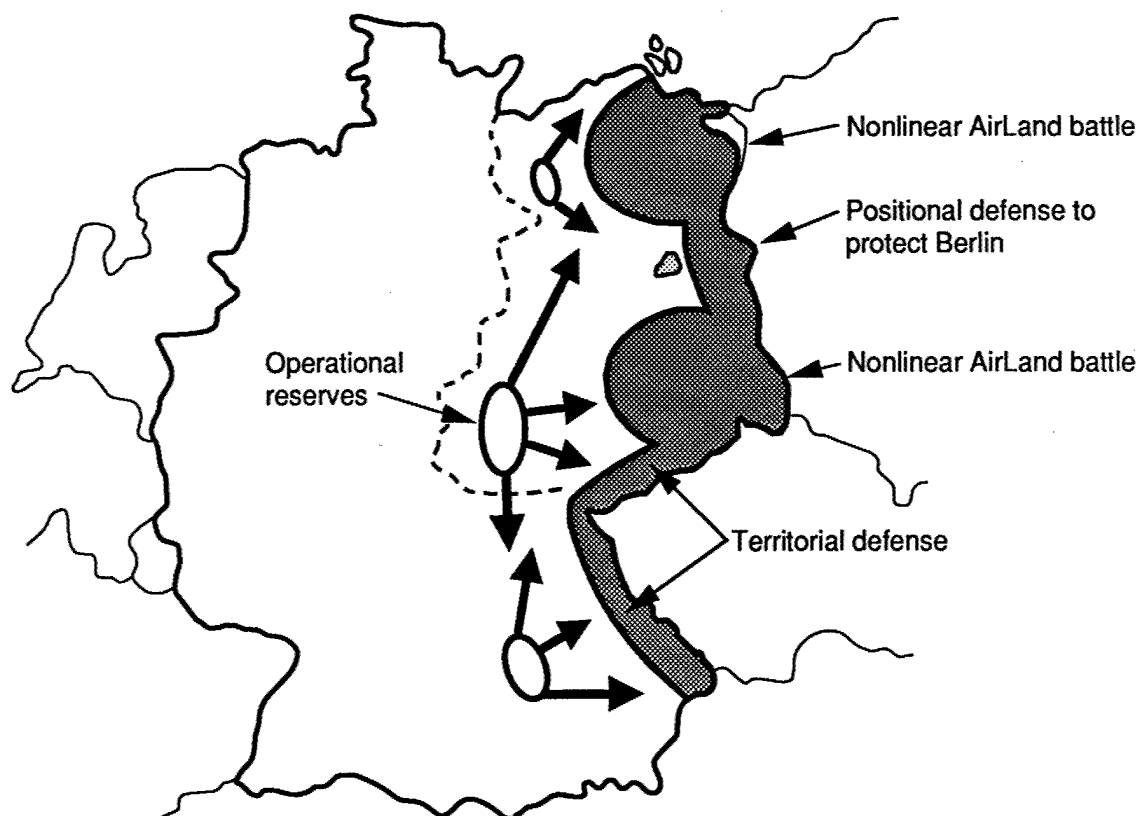 Nonlinear AirLand battle
Positional defense to
protect Berlin
Operational
reserves
Nonlinear AirLand battle
Territorial defense